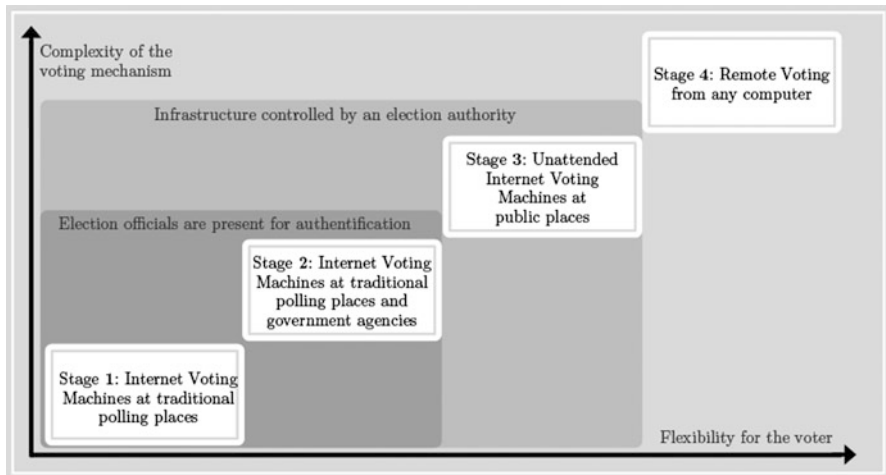 Complexity of the
voting mechanism
Stage 4: Remote Voting
from any computer
Infrastructure controlled by an election authority
Stage 3: Unattended
Internet Voting
Machines at
public places
Election officials are present for authentification
Stage 2: Internet Voting
Machines at traditional
polling places and
government agencies
Stage 1: Internet Voting
Machines at traditional
polling places
Flexibility for the voter